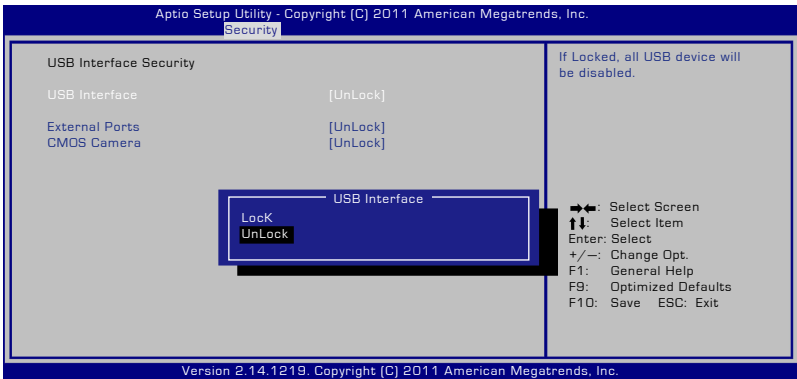 Aptio Setup Utility - Copyright (C) 2011 American Megatrends, Inc.
Security
USB Interface Security
USB Interface [UnLock]
External Ports [UnLock]
CMOS Camera [UnLock]
If Locked, all USB device will
be disabled.
USB Interface
LocK
UnLock
→←: Select Screen
↑↓: Select Item
Enter: Select
+/—: Change Opt.
F1: General Help
F9: Optimized Defaults
F10: Save ESC: Exit
Version 2.14.1219. Copyright (C) 2011 American Megatrends, Inc.